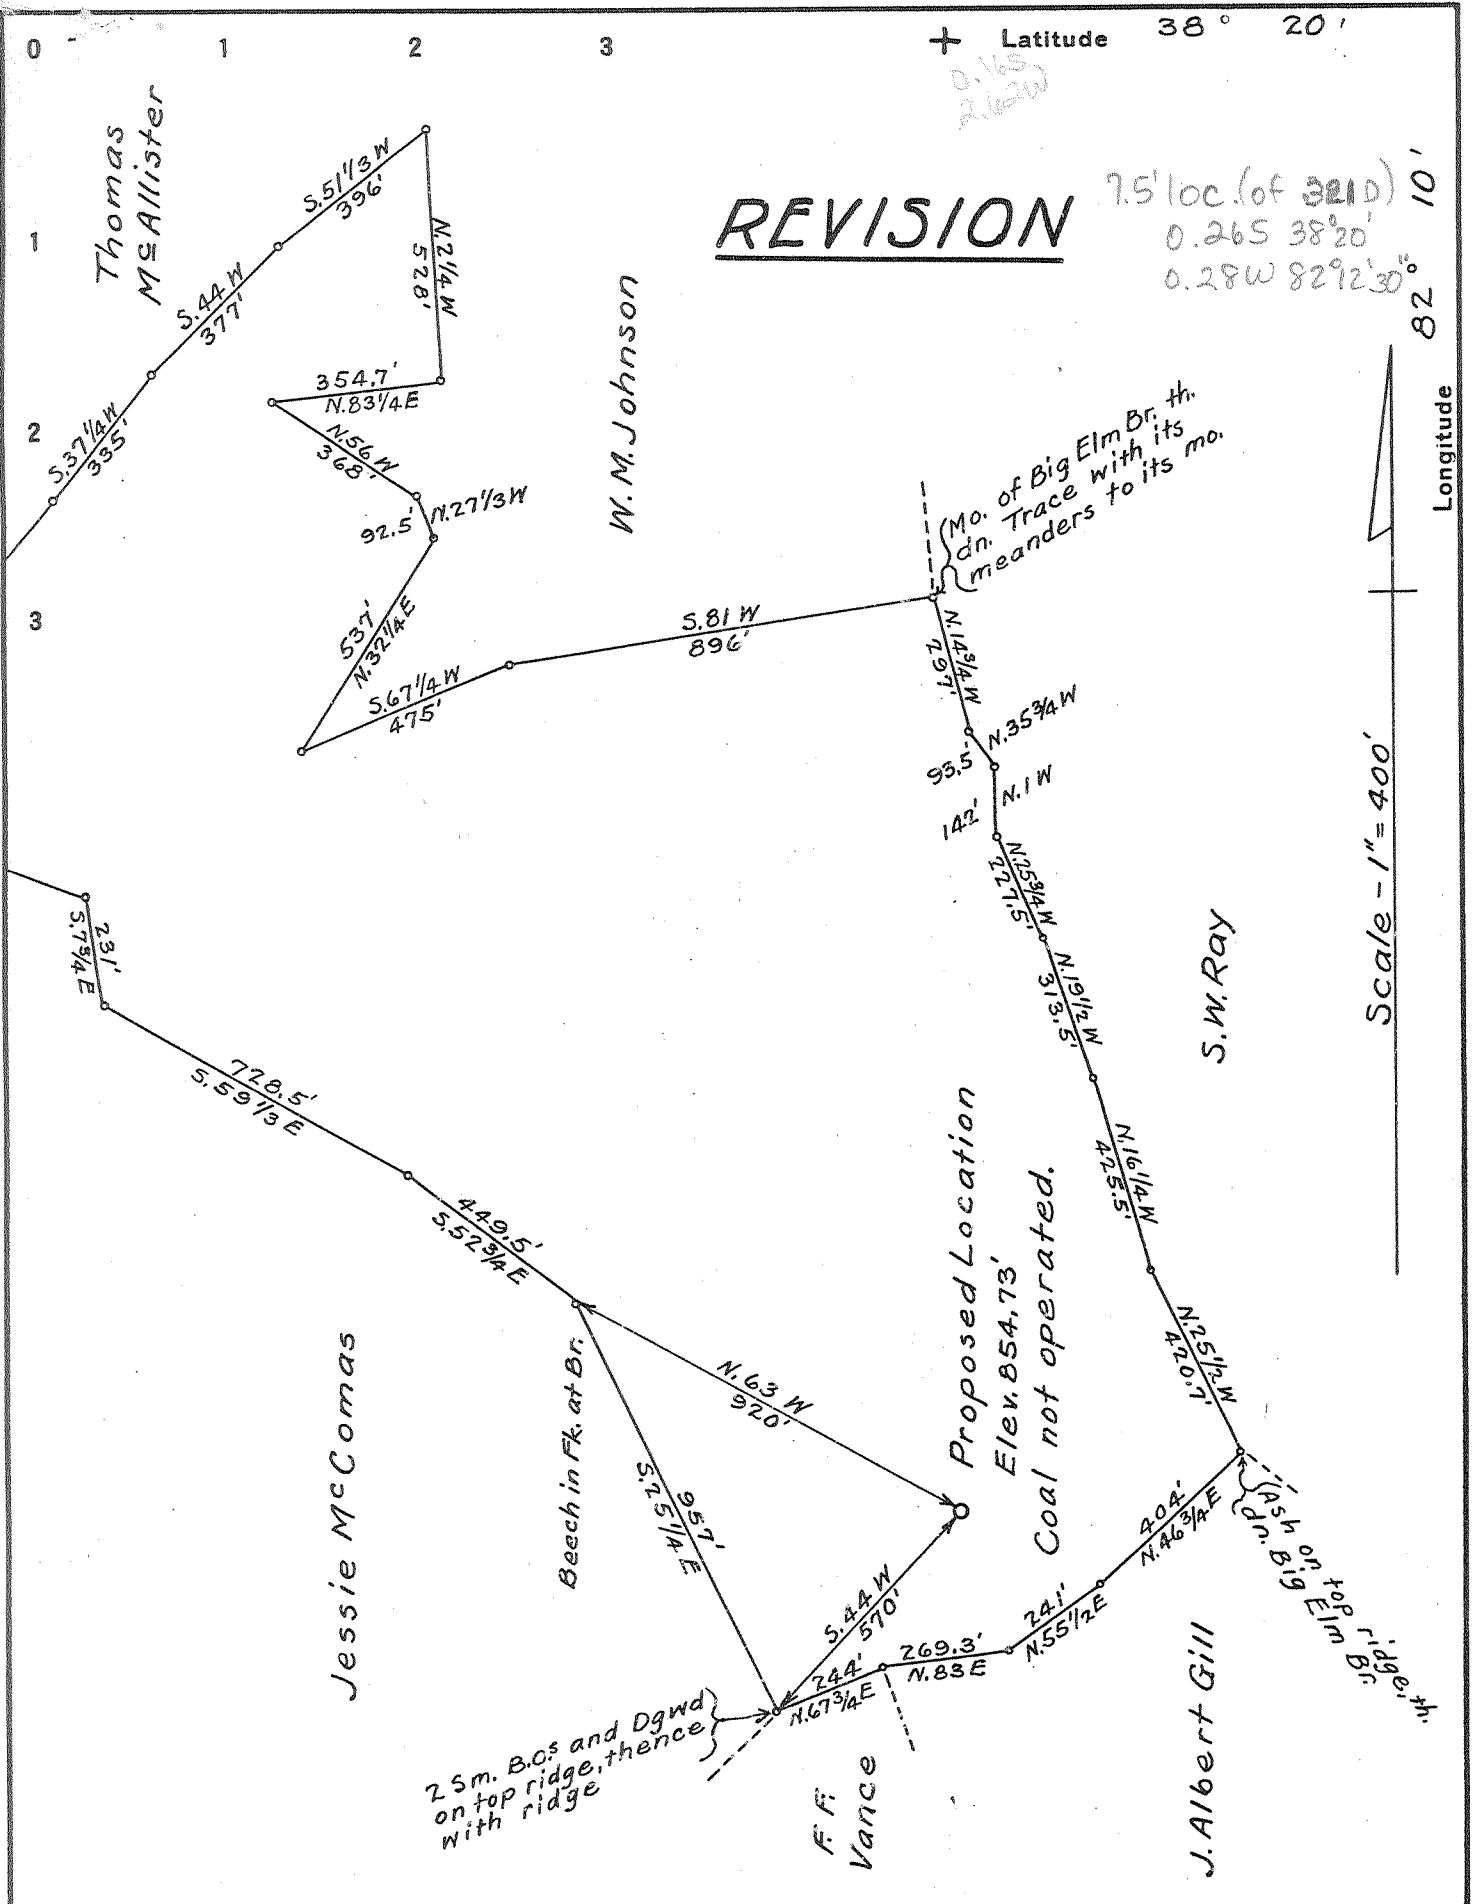 0 - 1 2 3
+ Latitude 38° 20'
0.16S
2.62W
Thomas
McAllister
REVISION
7.5' loc. (of 321D)
0.26S 38°20'
0.28W 82°12'30"
82° 10'
Longitude
1
2
3
S.51 1/3 W
396'
N.2 1/4 W
528'
S.44 W
377'
354.7'
N.83 1/4 E
S.37 1/4 W
335'
N.56 W
368'
92.5'
N.27 1/3 W
W. M. Johnson
Mo. of Big Elm Br. th.
dn. Trace with its
meanders to its mo.
537'
N.32 1/4 E
S.67 1/4 W
475'
S.81 W
896'
N.14 3/4 W
297'
N.35 3/4 W
93.5'
N.1 W
142'
N.25 3/4 W
227.5'
N.19 1/2 W
313.5'
S.W. Ray
Scale - 1" = 400'
231'
S.7 3/4 E
728.5'
S.59 1/3 E
449.5'
S.52 3/4 E
N.16 1/4 W
425.5'
Proposed Location
Elev. 854.73'
Coal not operated.
N.25 1/2 W
420.7'
Jessie McComas
Beech in Fk. at Br.
N.63 W
920'
957'
S.25 1/4 E
S.44 W
570'
404'
N.46 3/4 E
Ash on top ridge, th.
dn. Big Elm Br.
241'
N.55 1/2 E
269.3'
N.83 E
244'
N.67 3/4 E
2 Sm. B.O.s and Dgwd
on top ridge, thence
with ridge
F. F.
Vance
J. Albert Gill